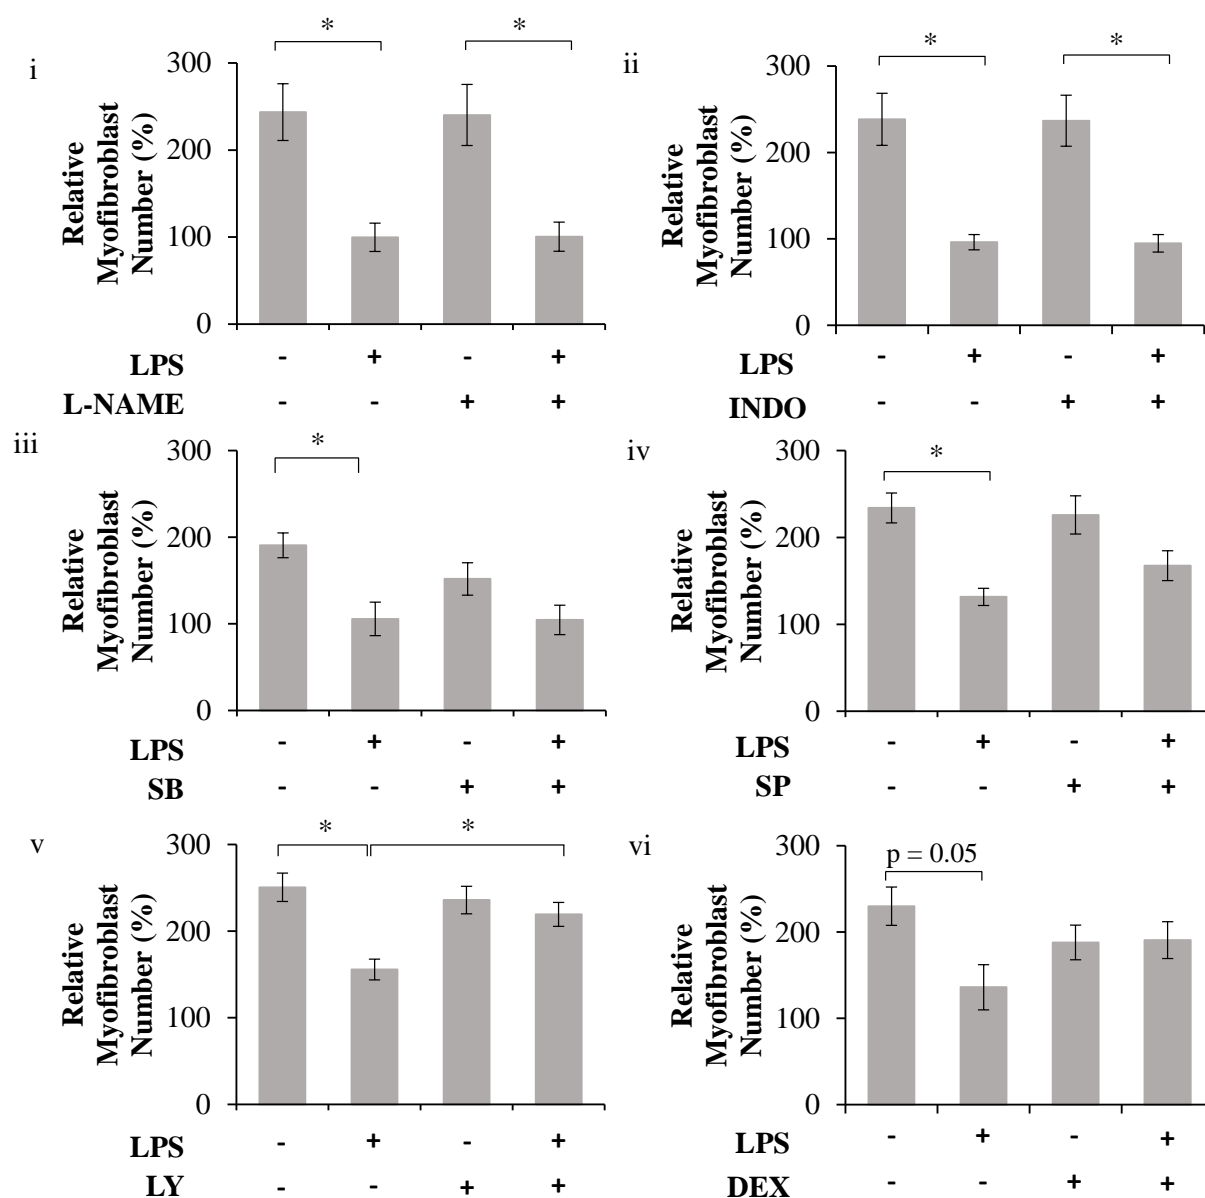 i
*
*
Relative
Myofibroblast
Number (%)
300
200
100
0
LPS - + - +
L-NAME - - + +
ii
*
*
Relative
Myofibroblast
Number (%)
300
200
100
0
LPS - + - +
INDO - - + +
iii
*
Relative
Myofibroblast
Number (%)
300
200
100
0
LPS - + - +
SB - - + +
iv
*
Relative
Myofibroblast
Number (%)
300
200
100
0
LPS - + - +
SP - - + +
v
*
*
Relative
Myofibroblast
Number (%)
300
200
100
0
LPS - + - +
LY - - + +
vi
p = 0.05
Relative
Myofibroblast
Number (%)
300
200
100
0
LPS - + - +
DEX - - + +